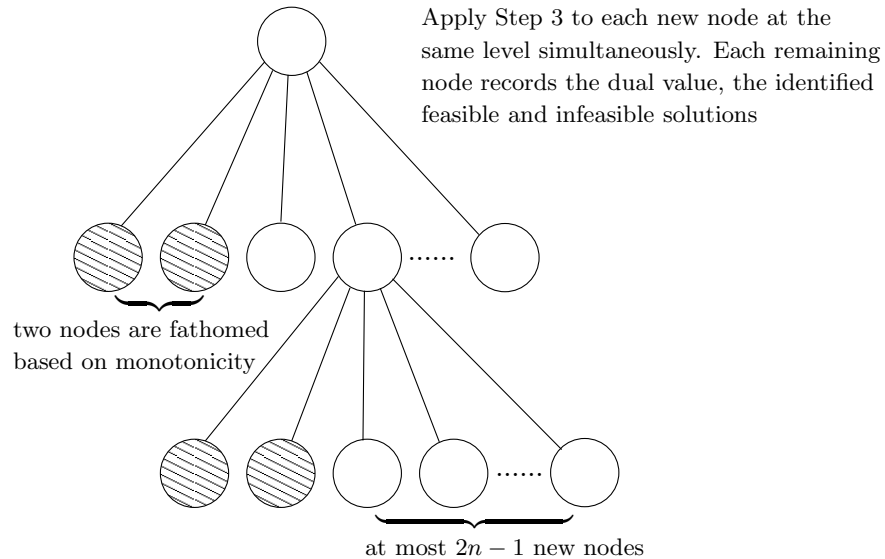 Apply Step 3 to each new node at the
same level simultaneously. Each remaining
node records the dual value, the identified
feasible and infeasible solutions
two nodes are fathomed
based on monotonicity
at most 2n − 1 new nodes